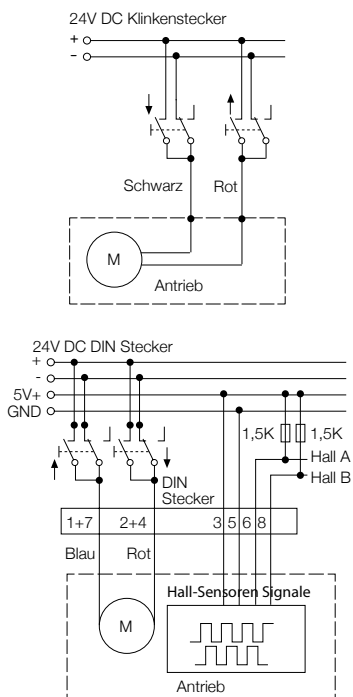 24V DC Klinkenstecker
+
-
Schwarz Rot
M
Antrieb
24V DC DIN Stecker
+
-
5V+
GND
1,5K 1,5K
Hall A
Hall B
DIN
Stecker
1+7 2+4 3 5 6 8
Blau Rot
Hall-Sensoren Signale
M
Antrieb